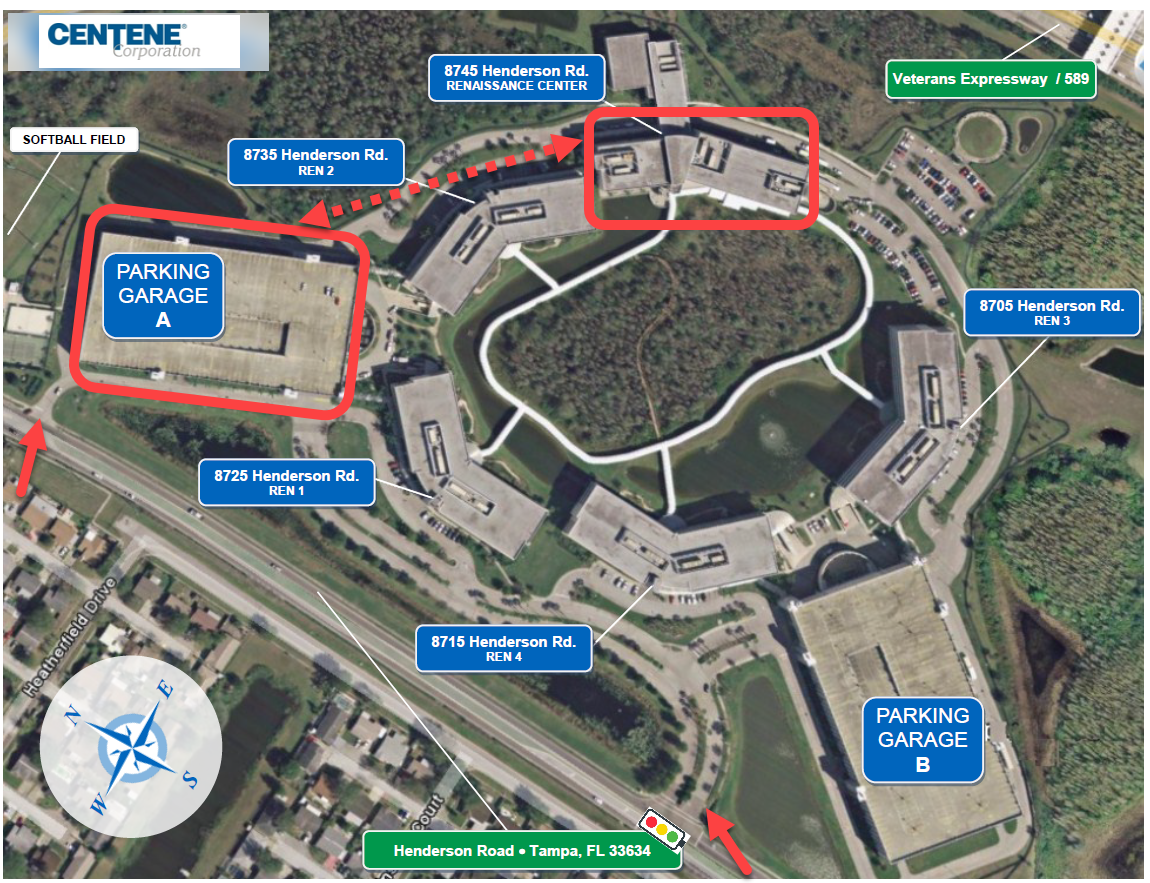 CENTENE®
Corporation
8745 Henderson Rd.
RENAISSANCE CENTER
Veterans Expressway / 589
SOFTBALL FIELD
8735 Henderson Rd.
REN 2
PARKING
GARAGE
A
8705 Henderson Rd.
REN 3
8725 Henderson Rd.
REN 1
Heatherfield Drive
8715 Henderson Rd.
REN 4
N
E
S
W
PARKING
GARAGE
B
Court
Henderson Road • Tampa, FL 33634